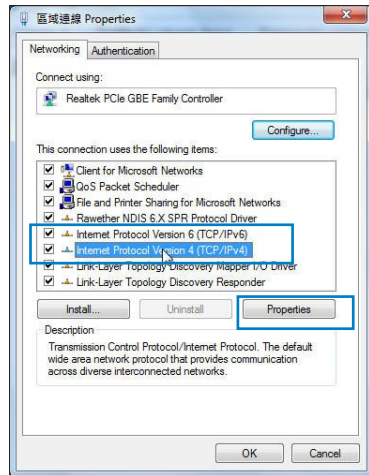 區域連線 Properties
Networking Authentication
Connect using:
Realtek PCIe GBE Family Controller
Configure...
This connection uses the following items:
Client for Microsoft Networks
QoS Packet Scheduler
File and Printer Sharing for Microsoft Networks
Rawether NDIS 6.X SPR Protocol Driver
Internet Protocol Version 6 (TCP/IPv6)
Internet Protocol Version 4 (TCP/IPv4)
Link-Layer Topology Discovery Mapper I/O Driver
Link-Layer Topology Discovery Responder
Install... Uninstall Properties
Description
Transmission Control Protocol/Internet Protocol. The default
wide area network protocol that provides communication
across diverse interconnected networks.
OK Cancel